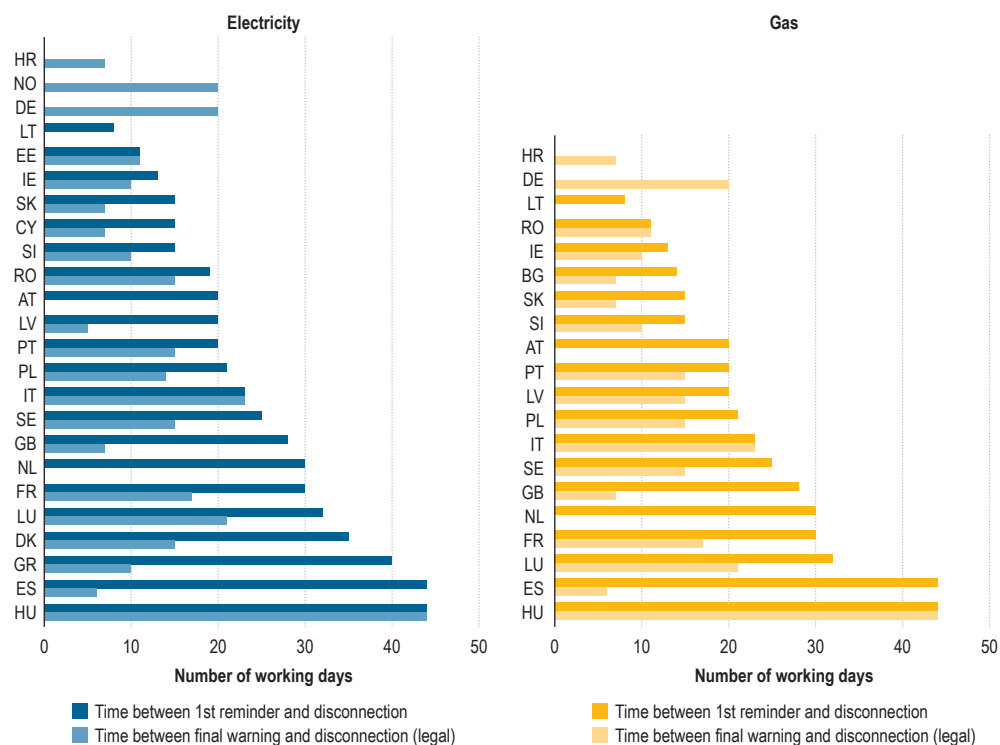 Electricity
HR
NO
DE
LT
EE
IE
SK
CY
SI
RO
AT
LV
PT
PL
IT
SE
GB
NL
FR
LU
DK
GR
ES
HU
0 10 20 30 40 50
Number of working days
Time between 1st reminder and disconnection
Time between final warning and disconnection (legal)
Gas
HR
DE
LT
RO
IE
BG
SK
SI
AT
PT
LV
PL
IT
SE
GB
NL
FR
LU
ES
HU
0 10 20 30 40 50
Number of working days
Time between 1st reminder and disconnection
Time between final warning and disconnection (legal)